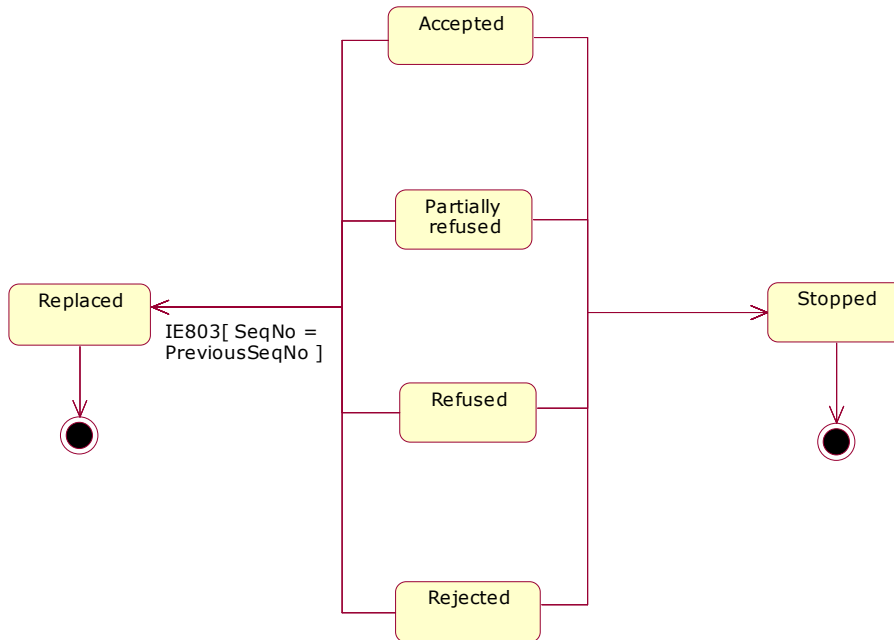 Accepted
Partially
refused
Replaced
Stopped
IE803[ SeqNo =
PreviousSeqNo ]
Refused
Rejected